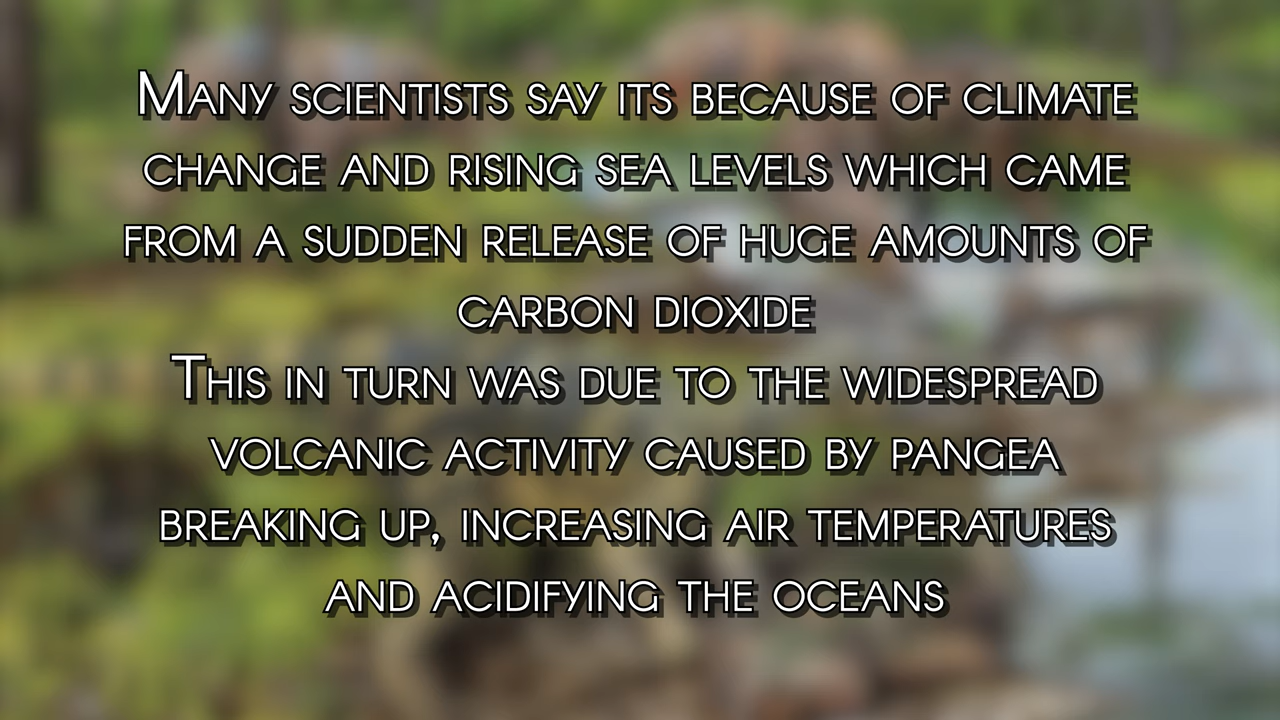 Many scientists say its because of climate
change and rising sea levels which came
from a sudden release of huge amounts of
carbon dioxide
This in turn was due to the widespread
volcanic activity caused by pangea
breaking up, increasing air temperatures
and acidifying the oceans